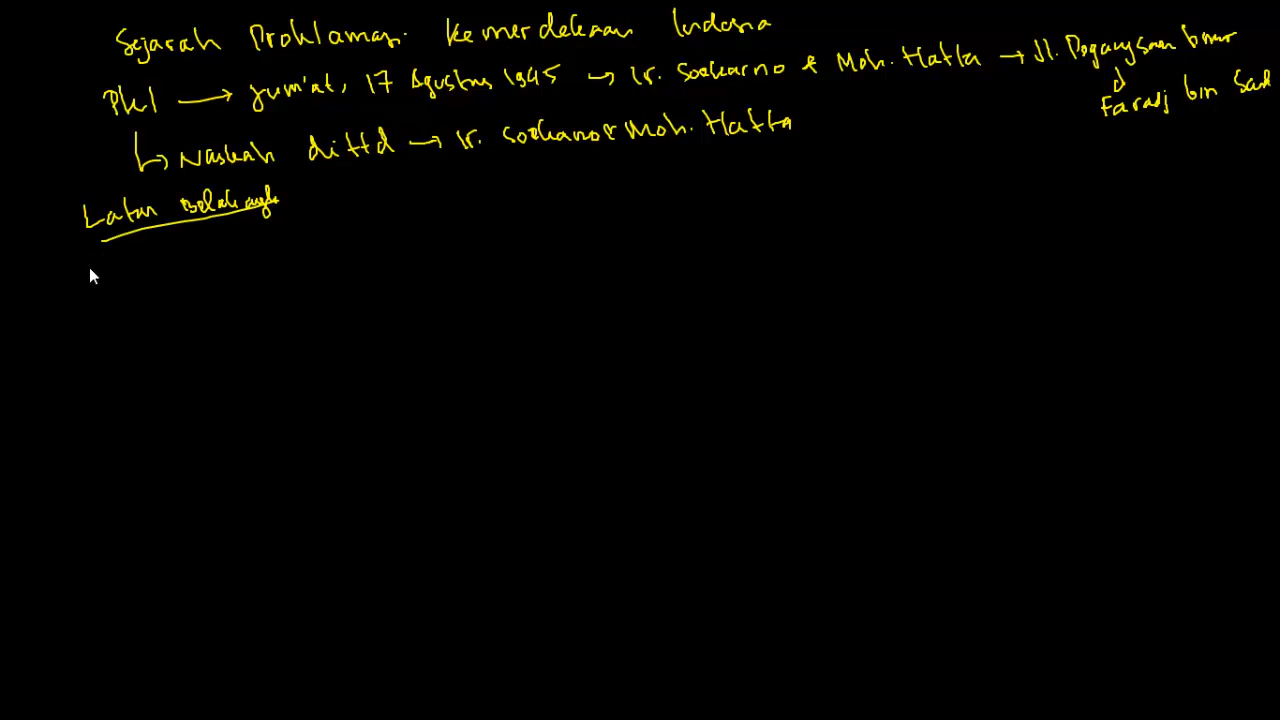 Sejarah Proklamasi Kemerdekaan Indonesia
PKI → Jum'at, 17 Agustus 1945 → Ir. Soekarno & Moh. Hatta → Jl. Pegangsaan Timur
Faradj bin Said
↳ Naskah dittd → Ir. Soekarno & Moh. Hatta
Latar Belakang